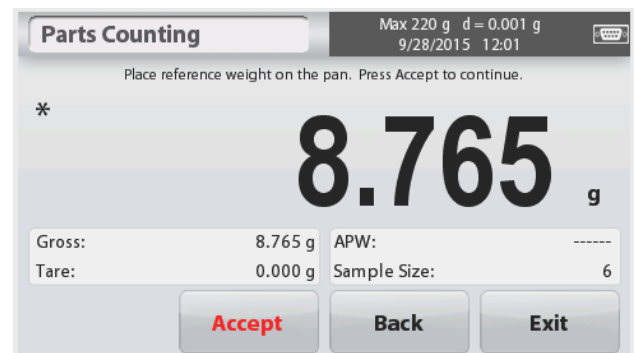 Parts Counting
Max 220 g d = 0.001 g
9/28/2015 12:01
Place reference weight on the pan. Press Accept to continue.
*
8.765 g
Gross: 8.765 g APW: ------
Tare: 0.000 g Sample Size: 6
Accept Back Exit